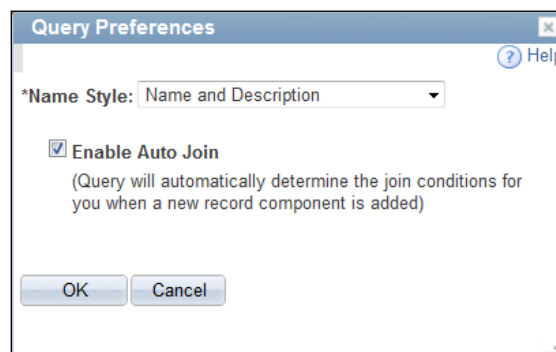 Query Preferences
Help
*Name Style: Name and Description
Enable Auto Join
(Query will automatically determine the join conditions for
you when a new record component is added)
OK Cancel